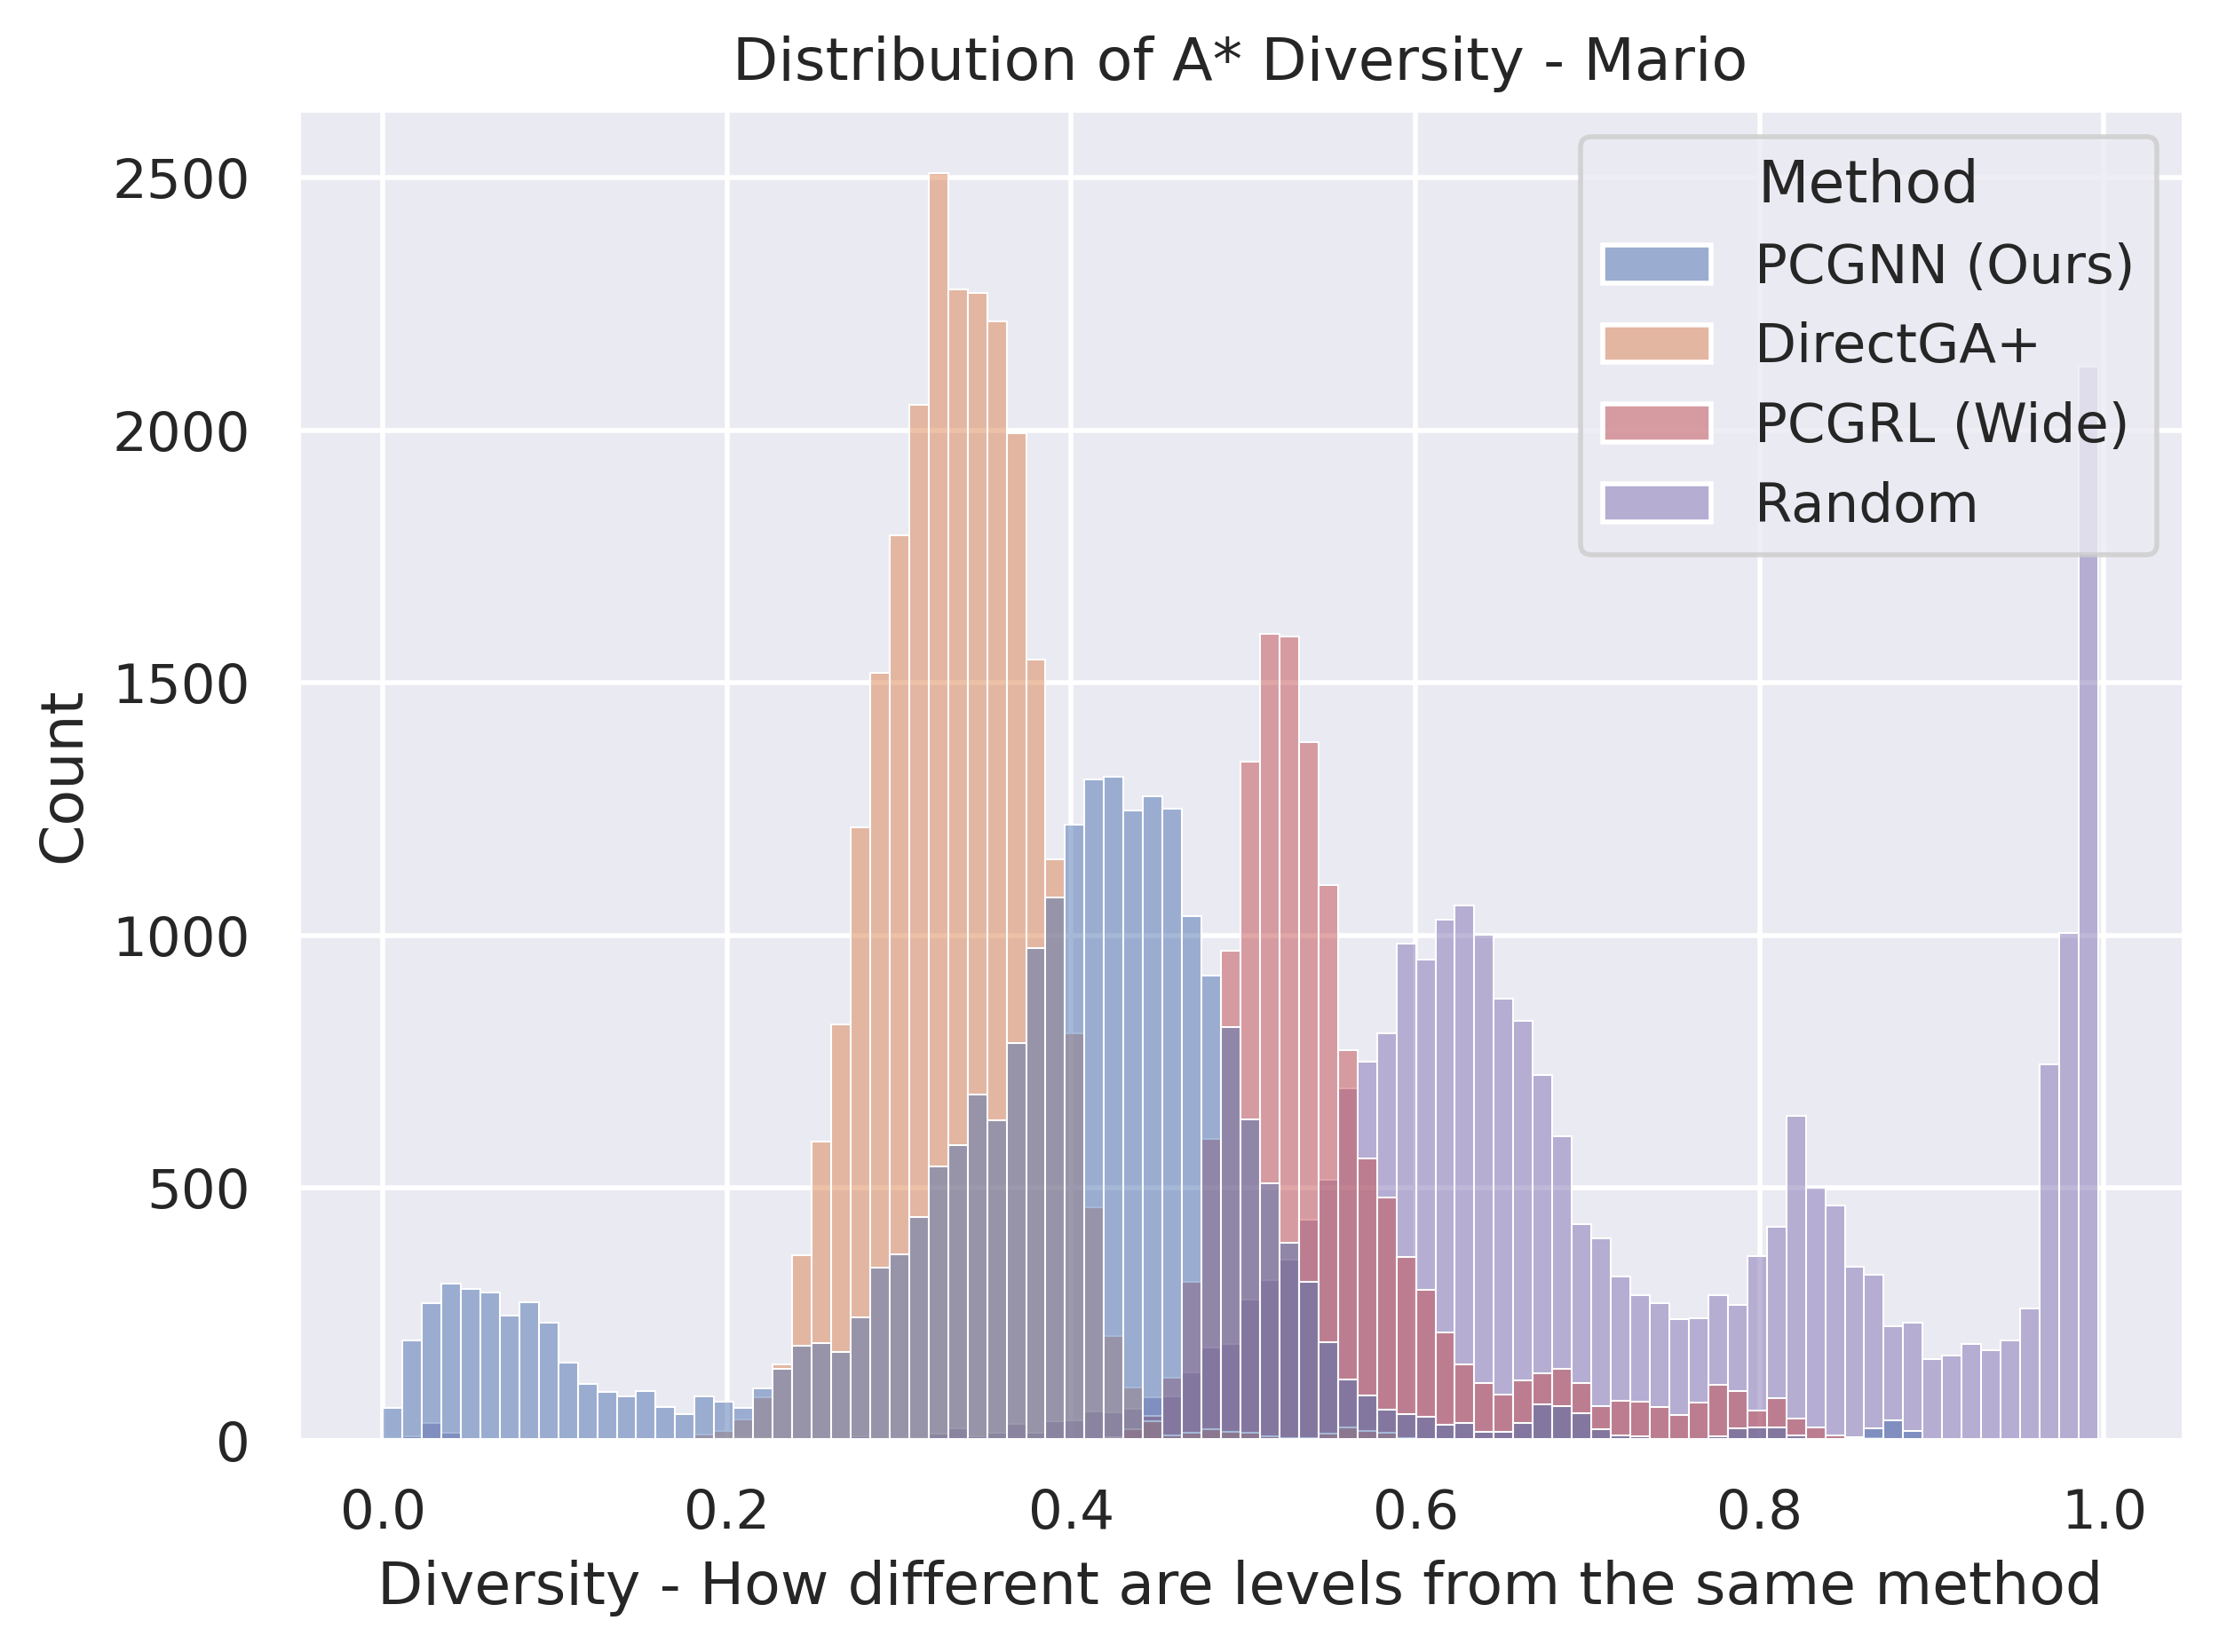 Distribution of A* Diversity - Mario
Method
PCGNN (Ours)
DirectGA+
PCGRL (Wide)
Random
Count
2500
2000
1500
1000
500
0
0.0 0.2 0.4 0.6 0.8 1.0
Diversity - How different are levels from the same method